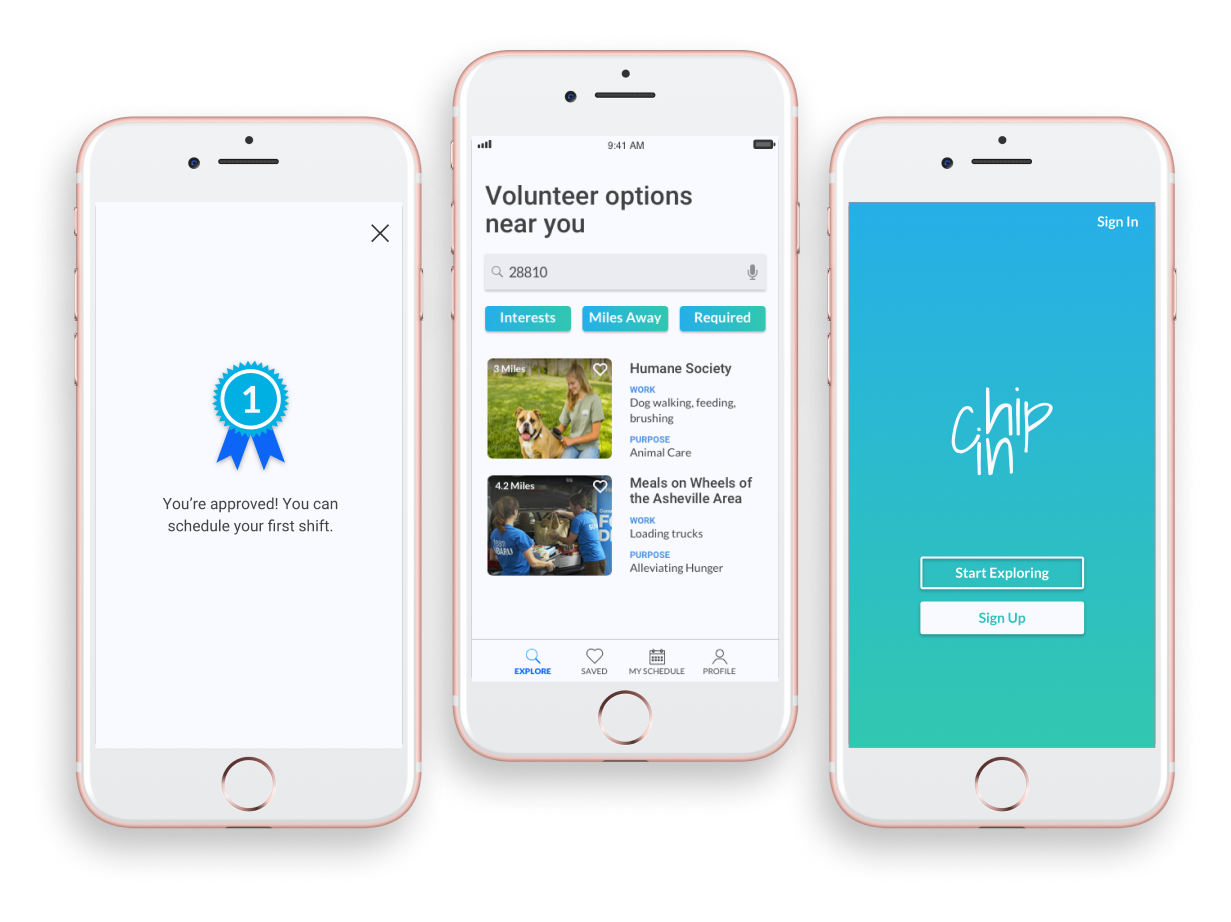 1
You're approved! You can
schedule your first shift.
9:41 AM
Volunteer options
near you
28810
Interests
Miles Away
Required
3 Miles
Humane Society
WORK
Dog walking, feeding,
brushing
PURPOSE
Animal Care
4.2 Miles
Meals on Wheels of
the Asheville Area
WORK
Loading trucks
PURPOSE
Alleviating Hunger
EXPLORE
SAVED
MY SCHEDULE
PROFILE
Sign In
chip
in
Start Exploring
Sign Up